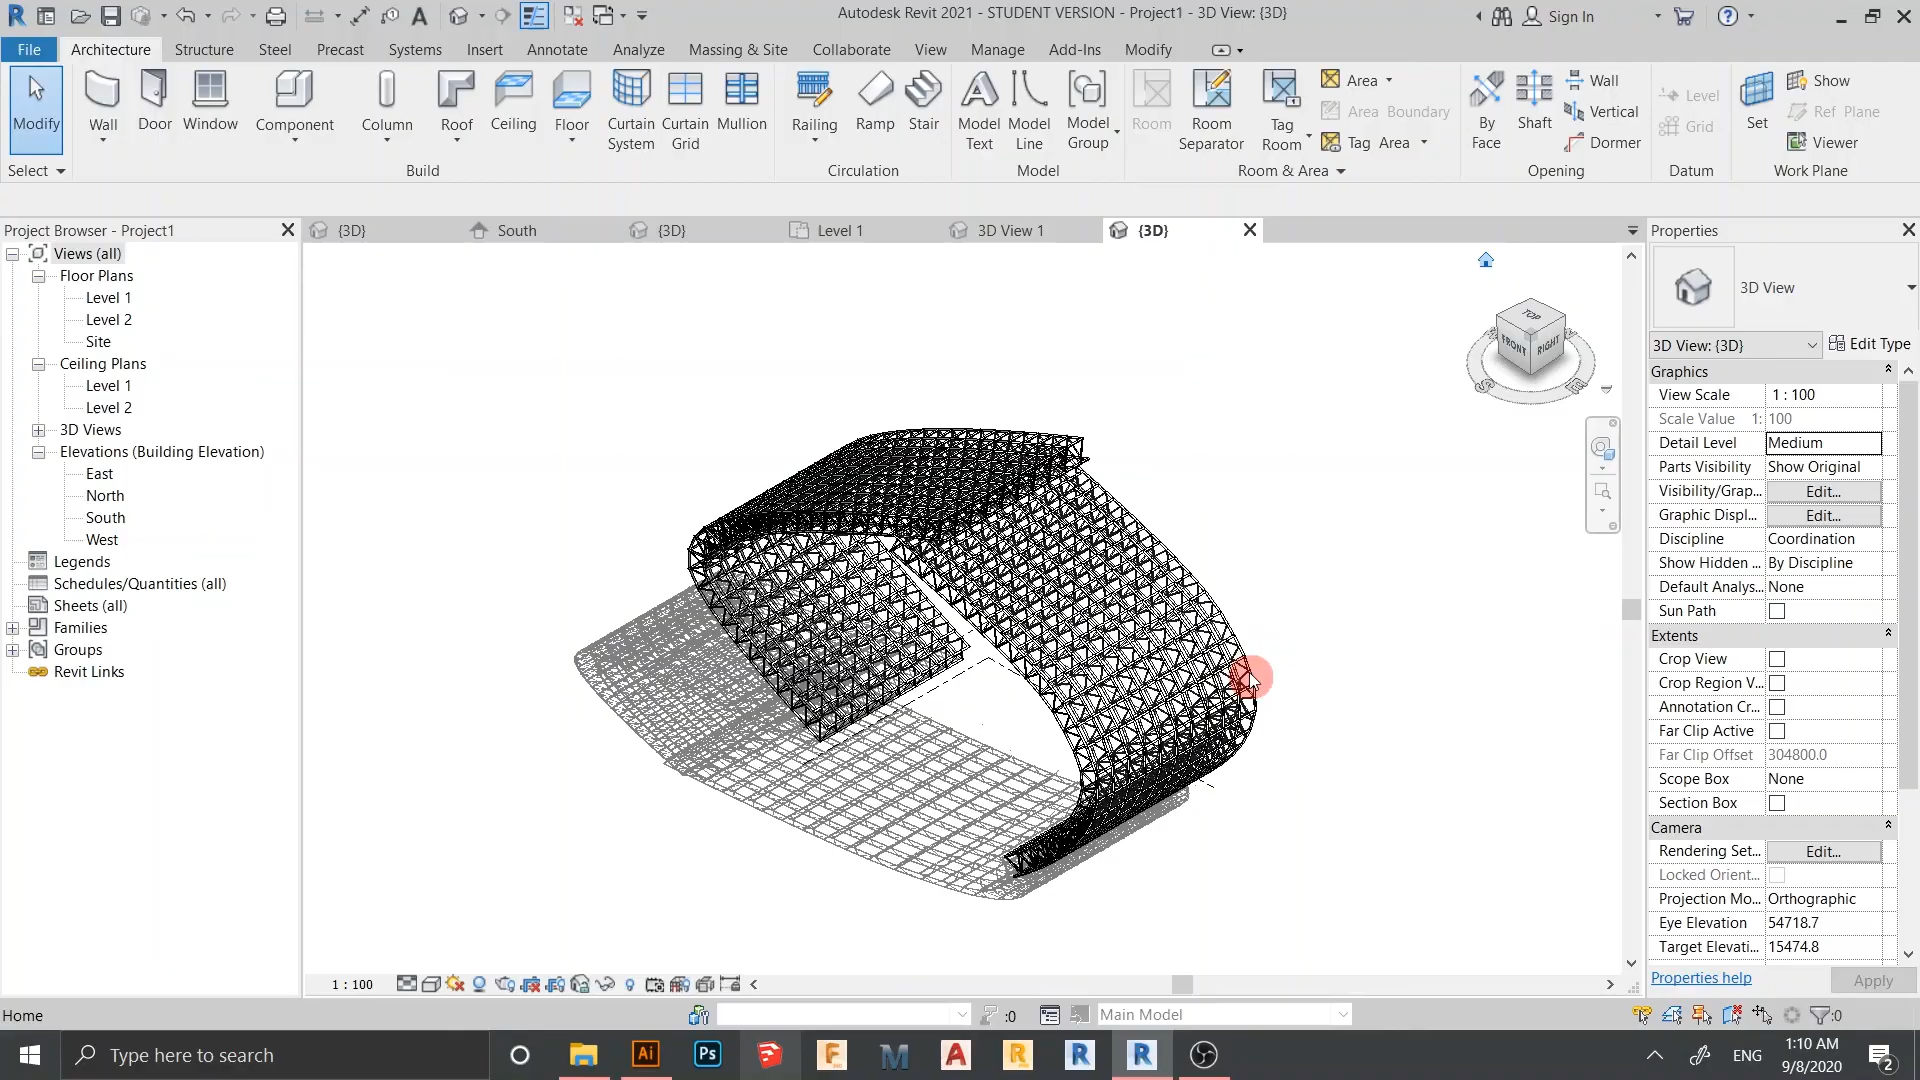 Autodesk Revit 2021 - STUDENT VERSION - Project1 - 3D View: {3D}
Sign In
File Architecture Structure Steel Precast Systems Insert Annotate Analyze Massing & Site Collaborate View Manage Add-Ins Modify
Modify
Wall
Door
Window
Component
Column
Roof
Ceiling
Floor
Curtain System
Curtain Grid
Mullion
Railing
Ramp
Stair
Model Text
Model Line
Model Group
Room
Room Separator
Tag Room
Area
Area Boundary
Tag Area
By Face
Shaft
Wall
Vertical
Dormer
Level
Grid
Set
Show
Ref Plane
Viewer
Select
Build
Circulation
Model
Room & Area
Opening
Datum
Work Plane
Project Browser - Project1
{3D}
South
{3D}
Level 1
3D View 1
{3D}
Properties
Views (all)
Floor Plans
Level 1
Level 2
Site
Ceiling Plans
Level 1
Level 2
3D Views
Elevations (Building Elevation)
East
North
South
West
Legends
Schedules/Quantities (all)
Sheets (all)
Families
Groups
Revit Links
TOP
FRONT
RIGHT
S
E
3D View
3D View: {3D}
Edit Type
Graphics
View Scale 1 : 100
Scale Value 1: 100
Detail Level Medium
Parts Visibility Show Original
Visibility/Grap... Edit...
Graphic Displ... Edit...
Discipline Coordination
Show Hidden ... By Discipline
Default Analys... None
Sun Path
Extents
Crop View
Crop Region V...
Annotation Cr...
Far Clip Active
Far Clip Offset 304800.0
Scope Box None
Section Box
Camera
Rendering Set... Edit...
Locked Orient...
Projection Mo... Orthographic
Eye Elevation 54718.7
Target Elevati... 15474.8
Properties help
Apply
1 : 100
Home
:0
Main Model
:0
Type here to search
Ai
Ps
F
M
A
R
R
R
ENG
1:10 AM
9/8/2020
2